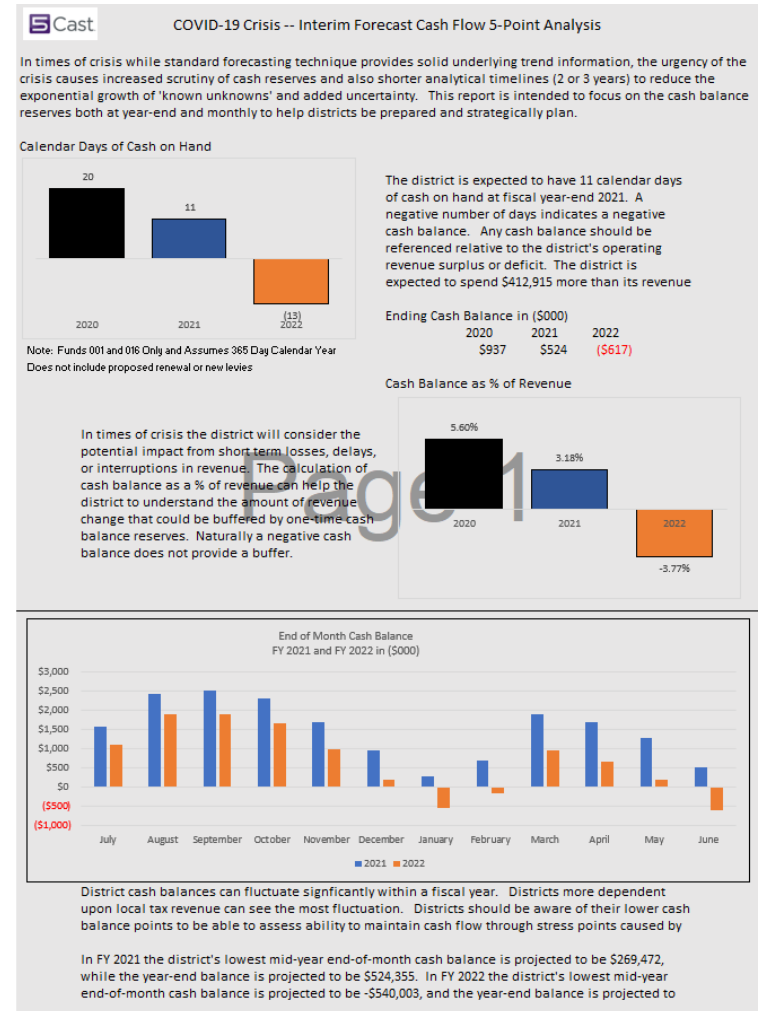 5Cast
COVID-19 Crisis -- Interim Forecast Cash Flow 5-Point Analysis
In times of crisis while standard forecasting technique provides solid underlying trend information, the urgency of the
crisis causes increased scrutiny of cash reserves and also shorter analytical timelines (2 or 3 years) to reduce the
exponential growth of 'known unknowns' and added uncertainty. This report is intended to focus on the cash balance
reserves both at year-end and monthly to help districts be prepared and strategically plan.
Calendar Days of Cash on Hand
20
11
(13)
2020 2021 2022
Note: Funds 001 and 016 Only and Assumes 365 Day Calendar Year
Does not include proposed renewal or new levies
The district is expected to have 11 calendar days
of cash on hand at fiscal year-end 2021. A
negative number of days indicates a negative
cash balance. Any cash balance should be
referenced relative to the district's operating
revenue surplus or deficit. The district is
expected to spend $412,915 more than its revenue
Ending Cash Balance in ($000)
2020 2021 2022
$937 $524 ($617)
Cash Balance as % of Revenue
5.60%
3.18%
2020 2021 2022
-3.77%
In times of crisis the district will consider the
potential impact from short term losses, delays,
or interruptions in revenue. The calculation of
cash balance as a % of revenue can help the
district to understand the amount of revenue
change that could be buffered by one-time cash
balance reserves. Naturally a negative cash
balance does not provide a buffer.
Page 1
End of Month Cash Balance
FY 2021 and FY 2022 in ($000)
$3,000
$2,500
$2,000
$1,500
$1,000
$500
$0
($500)
($1,000)
July August September October November December January February March April May June
2021 2022
District cash balances can fluctuate signficantly within a fiscal year. Districts more dependent
upon local tax revenue can see the most fluctuation. Districts should be aware of their lower cash
balance points to be able to assess ability to maintain cash flow through stress points caused by
In FY 2021 the district's lowest mid-year end-of-month cash balance is projected to be $269,472,
while the year-end balance is projected to be $524,355. In FY 2022 the district's lowest mid-year
end-of-month cash balance is projected to be -$540,003, and the year-end balance is projected to